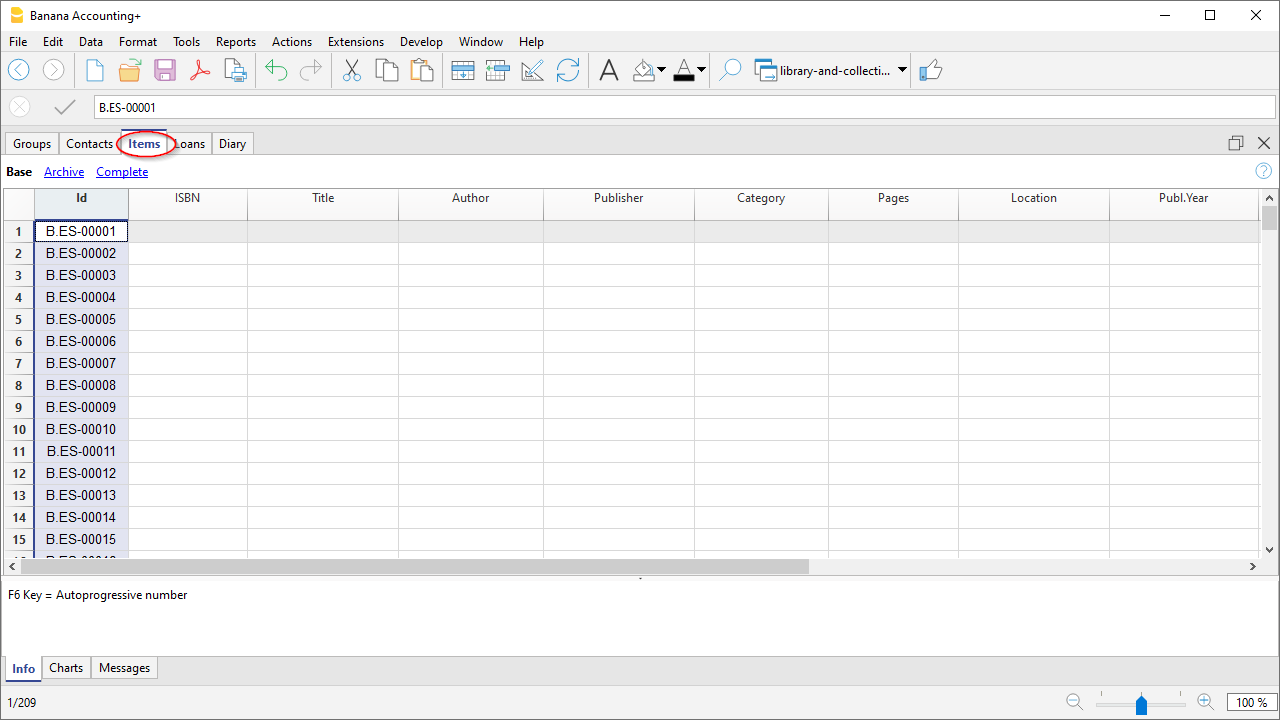 Banana Accounting+
File Edit Data Format Tools Reports Actions Extensions Develop Window Help
library-and-collecti...
B.ES-00001
Groups Contacts Items Loans Diary
Base Archive Complete
Id ISBN Title Author Publisher Category Pages Location Publ.Year
1 B.ES-00001
2 B.ES-00002
3 B.ES-00003
4 B.ES-00004
5 B.ES-00005
6 B.ES-00006
7 B.ES-00007
8 B.ES-00008
9 B.ES-00009
10 B.ES-00010
11 B.ES-00011
12 B.ES-00012
13 B.ES-00013
14 B.ES-00014
15 B.ES-00015
F6 Key = Autoprogressive number
Info Charts Messages
1/209
100 %